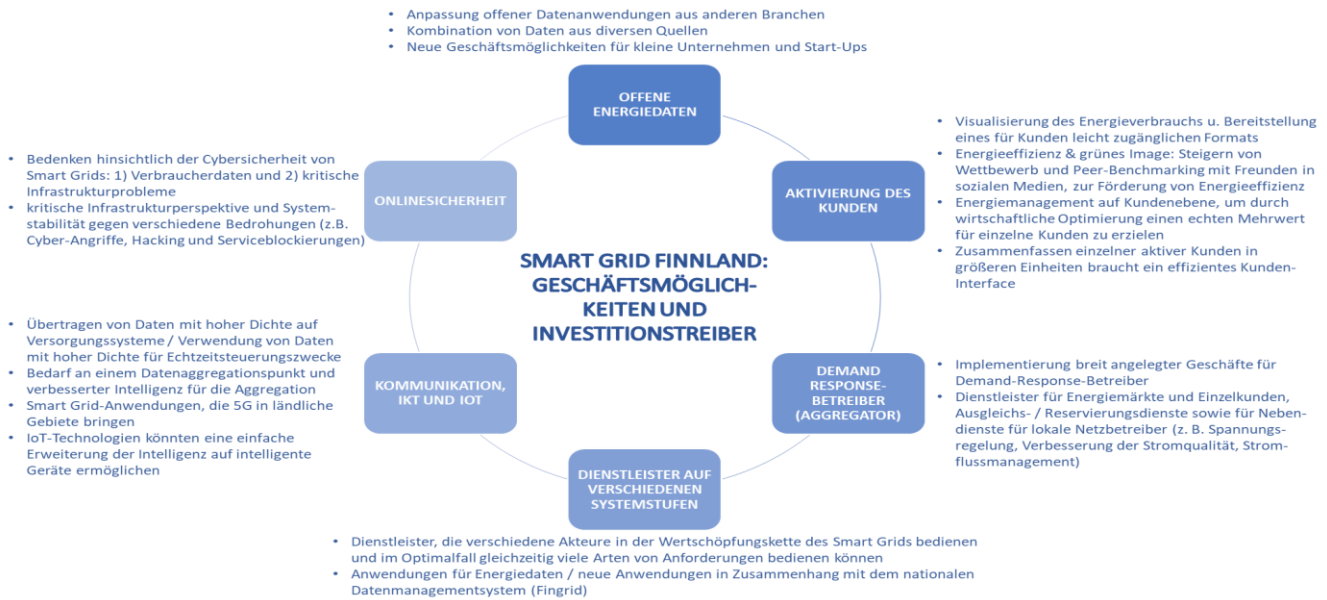 • Anpassung offener Datenanwendungen aus anderen Branchen
• Kombination von Daten aus diversen Quellen
• Neue Geschäftsmöglichkeiten für kleine Unternehmen und Start-Ups
OFFENE
ENERGIEDATEN
• Visualisierung des Energieverbrauchs u. Bereitstellung
eines für Kunden leicht zugänglichen Formats
• Energieeffizienz & grünes Image: Steigern von
Wettbewerb und Peer-Benchmarking mit Freunden in
sozialen Medien, zur Förderung von Energieeffizienz
• Energiemanagement auf Kundenebene, um durch
wirtschaftliche Optimierung einen echten Mehrwert
für einzelne Kunden zu erzielen
• Zusammenfassen einzelner aktiver Kunden in
größeren Einheiten braucht ein effizientes Kunden-
Interface
AKTIVIERUNG DES
KUNDEN
• Bedenken hinsichtlich der Cybersicherheit von
Smart Grids: 1) Verbraucherdaten und 2) kritische
Infrastrukturprobleme
• kritische Infrastrukturperspektive und System-
stabilität gegen verschiedene Bedrohungen (z.B.
Cyber-Angriffe, Hacking und Serviceblockierungen)
ONLINESICHERHEIT
SMART GRID FINNLAND:
GESCHÄFTSMÖGLICH-
KEITEN UND
INVESTITIONSTREIBER
• Übertragen von Daten mit hoher Dichte auf
Versorgungssysteme / Verwendung von Daten
mit hoher Dichte für Echtzeitsteuerungszwecke
• Bedarf an einem Datenaggregationspunkt und
verbesserter Intelligenz für die Aggregation
• Smart Grid-Anwendungen, die 5G in ländliche
Gebiete bringen
• IoT-Technologien könnten eine einfache
Erweiterung der Intelligenz auf intelligente
Geräte ermöglichen
KOMMUNIKATION,
IKT UND IOT
DEMAND
RESPONSE-
BETREIBER
(AGGREGATOR)
• Implementierung breit angelegter Geschäfte für
Demand-Response-Betreiber
• Dienstleister für Energiemärkte und Einzelkunden,
Ausgleichs- / Reservierungsdienste sowie für Neben-
dienste für lokale Netzbetreiber (z. B. Spannungs-
regelung, Verbesserung der Stromqualität, Strom-
flussmanagement)
DIENSTLEISTER AUF
VERSCHIEDENEN
SYSTEMSTUFEN
• Dienstleister, die verschiedene Akteure in der Wertschöpfungskette des Smart Grids bedienen
und im Optimalfall gleichzeitig viele Arten von Anforderungen bedienen können
• Anwendungen für Energiedaten / neue Anwendungen in Zusammenhang mit dem nationalen
Datenmanagementsystem (Fingrid)